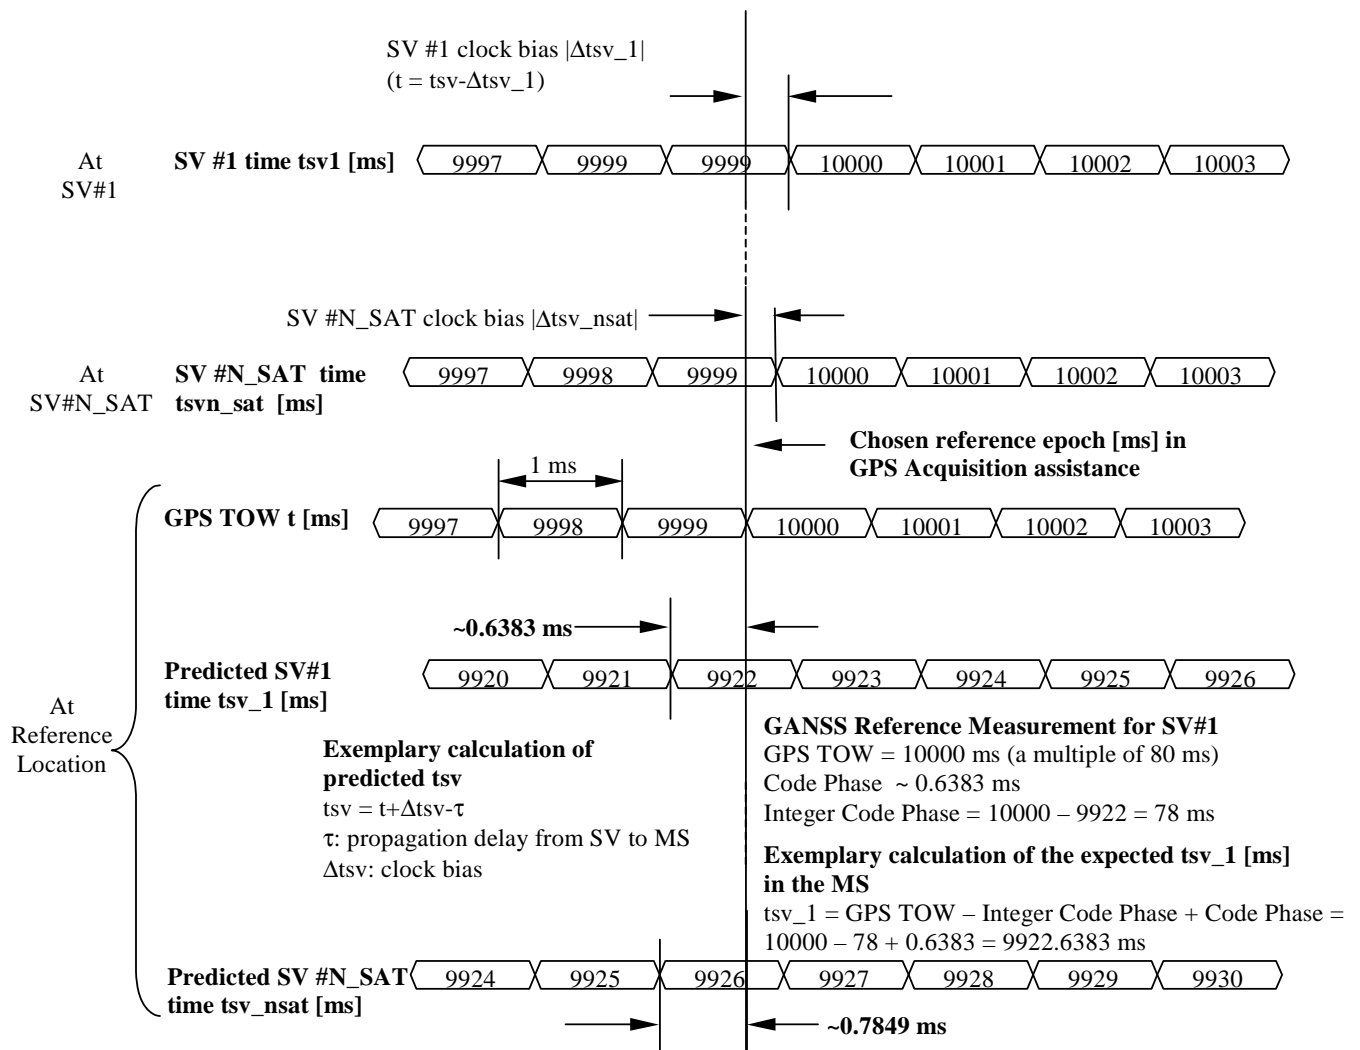 SV #1 clock bias |Δtsv_1|
(t = tsv-Δtsv_1)
At
SV#1
SV #1 time tsv1 [ms]
9997 9999 9999 10000 10001 10002 10003
SV #N_SAT clock bias |Δtsv_nsat|
At
SV#N_SAT
SV #N_SAT time
tsvn_sat [ms]
9997 9998 9999 10000 10001 10002 10003
Chosen reference epoch [ms] in
GPS Acquisition assistance
1 ms
GPS TOW t [ms]
9997 9998 9999 10000 10001 10002 10003
~0.6383 ms
Predicted SV#1
time tsv_1 [ms]
9920 9921 9922 9923 9924 9925 9926
At
Reference
Location
Exemplary calculation of
predicted tsv
tsv = t+Δtsv-τ
τ: propagation delay from SV to MS
Δtsv: clock bias
GANSS Reference Measurement for SV#1
GPS TOW = 10000 ms (a multiple of 80 ms)
Code Phase ~ 0.6383 ms
Integer Code Phase = 10000 – 9922 = 78 ms
Exemplary calculation of the expected tsv_1 [ms]
in the MS
tsv_1 = GPS TOW – Integer Code Phase + Code Phase =
10000 – 78 + 0.6383 = 9922.6383 ms
Predicted SV #N_SAT
time tsv_nsat [ms]
9924 9925 9926 9927 9928 9929 9930
~0.7849 ms